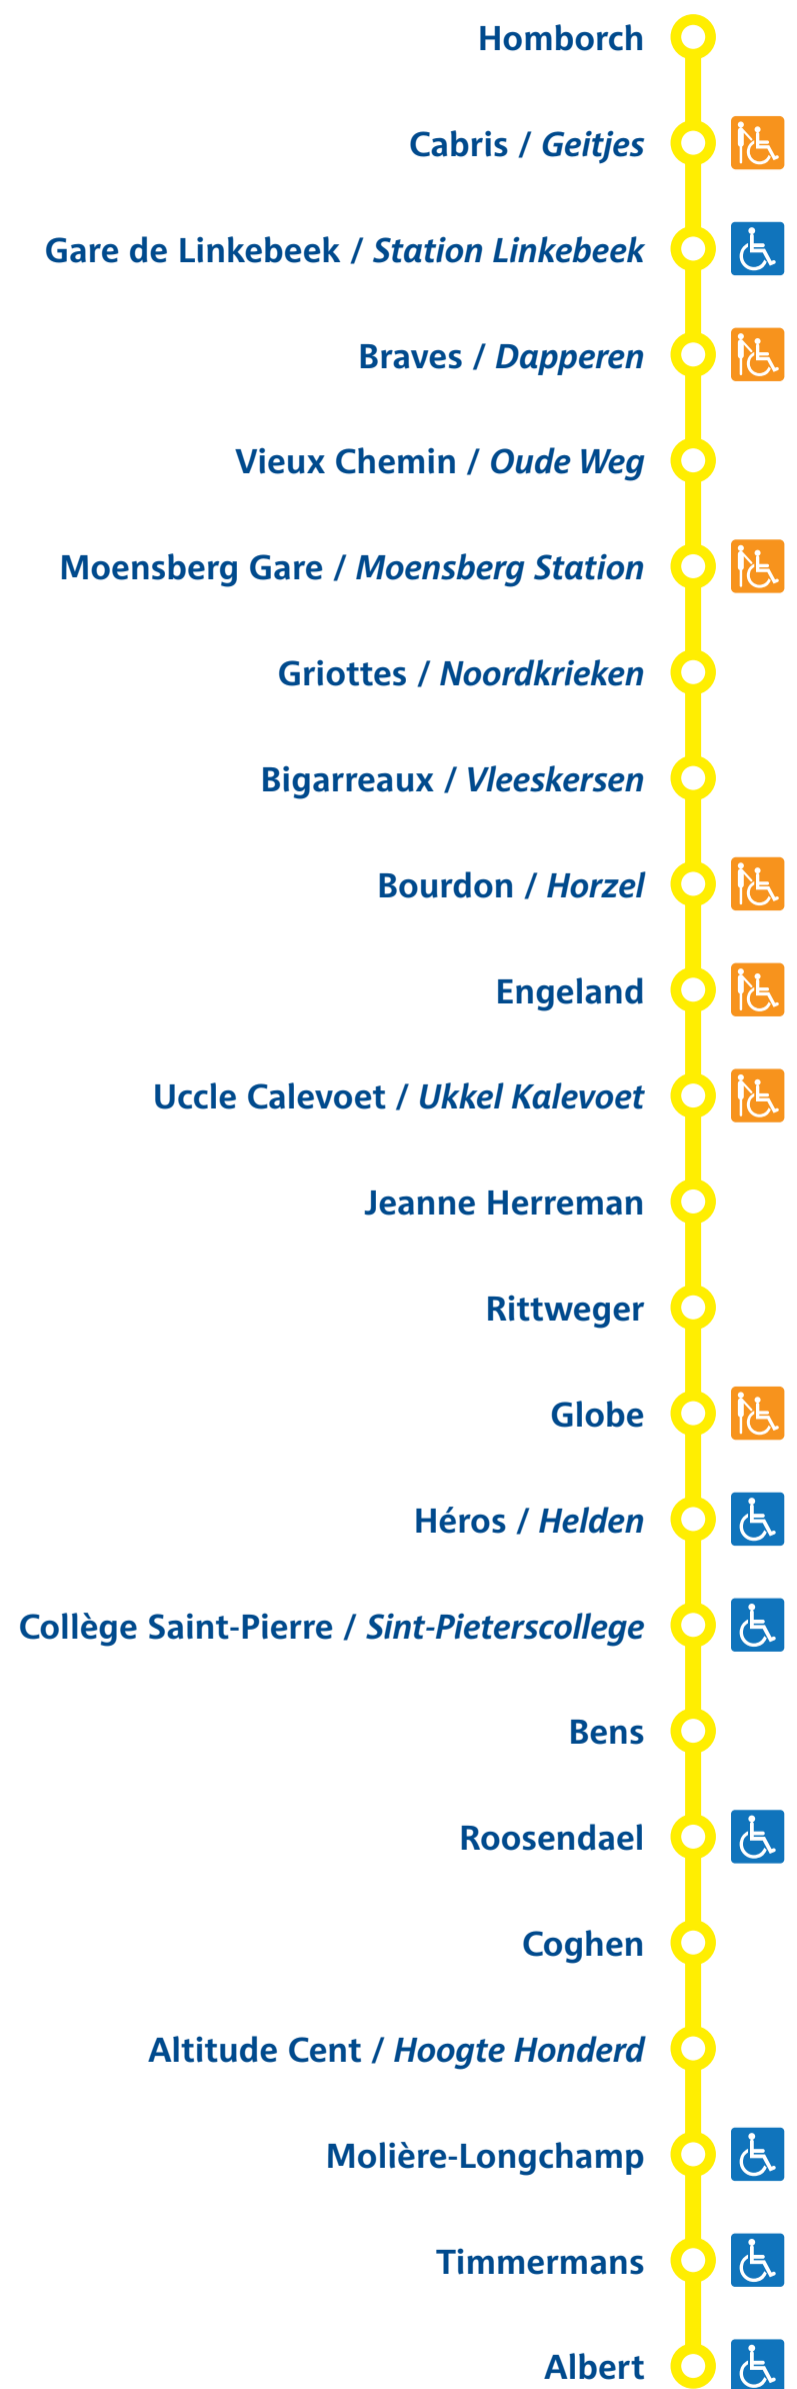 Homborch
Cabris / Geitjes
Gare de Linkebeek / Station Linkebeek
Braves / Dapperen
Vieux Chemin / Oude Weg
Moensberg Gare / Moensberg Station
Griottes / Noordkrieken
Bigarreaux / Vleeskersen
Bourdon / Horzel
Engeland
Uccle Calevoet / Ukkel Kalevoet
Jeanne Herreman
Rittweger
Globe
Héros / Helden
Collège Saint-Pierre / Sint-Pieterscollege
Bens
Roosendael
Coghen
Altitude Cent / Hoogte Honderd
Molière-Longchamp
Timmermans
Albert